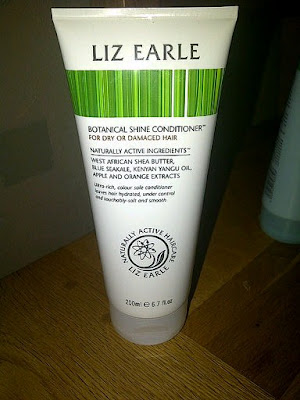 LIZ EARLE
BOTANICAL SHINE CONDITIONER™
FOR DRY OR DAMAGED HAIR
NATURALLY ACTIVE INGREDIENTS™
WEST AFRICAN SHEA BUTTER,
BLUE SEAKALE, KENYAN YANGU OIL,
APPLE AND ORANGE EXTRACTS
Ultra rich, colour safe conditioner
leaves hair hydrated, under control
and touchably soft and smooth
NATURALLY ACTIVE HAIRCARE
LIZ EARLE
200ml ℮ 6.7 fl.oz